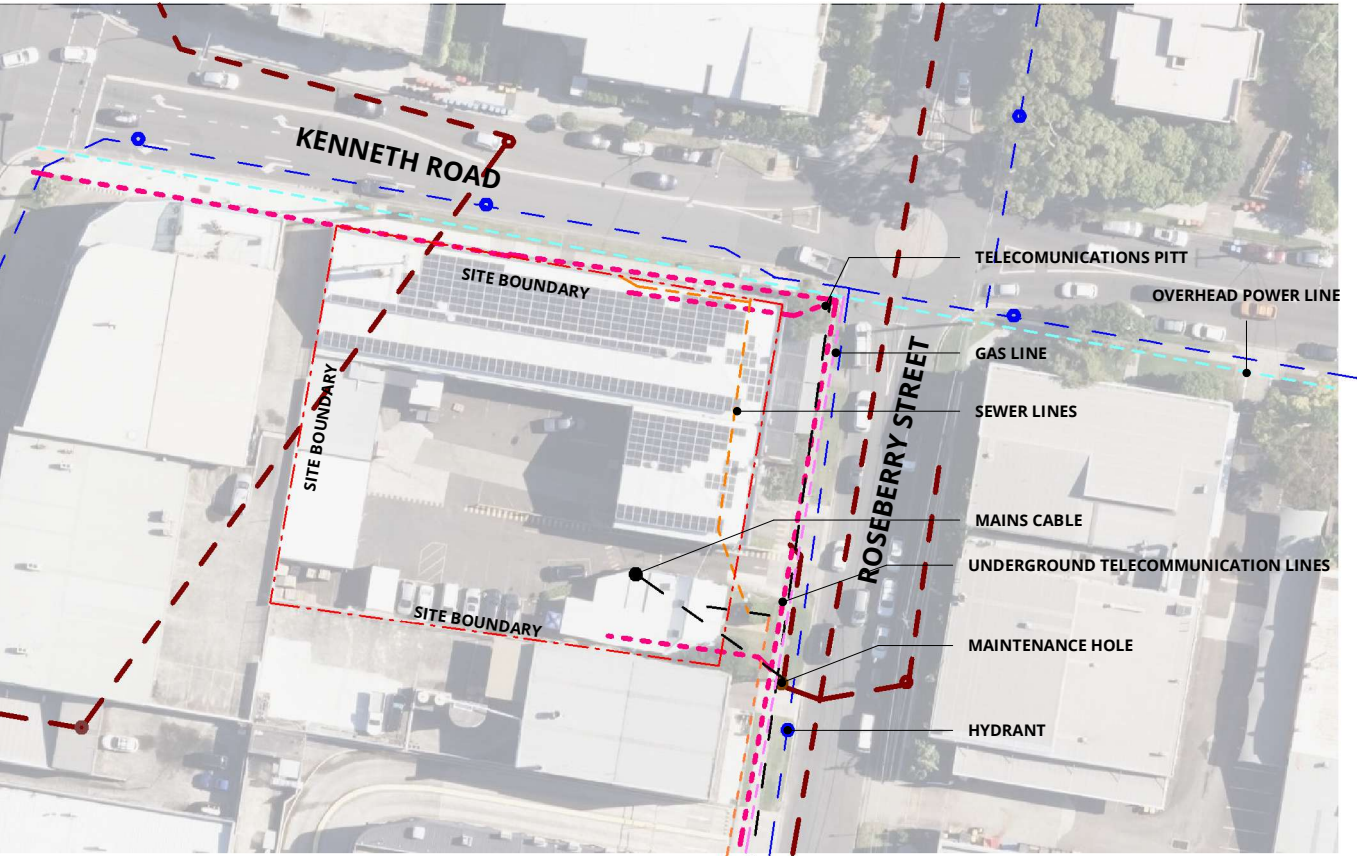 KENNETH ROAD
SITE BOUNDARY
TELECOMUNICATIONS PITT
OVERHEAD POWER LINE
GAS LINE
SEWER LINES
ROSEBERRY STREET
SITE BOUNDARY
MAINS CABLE
UNDERGROUND TELECOMMUNICATION LINES
SITE BOUNDARY
MAINTENANCE HOLE
HYDRANT